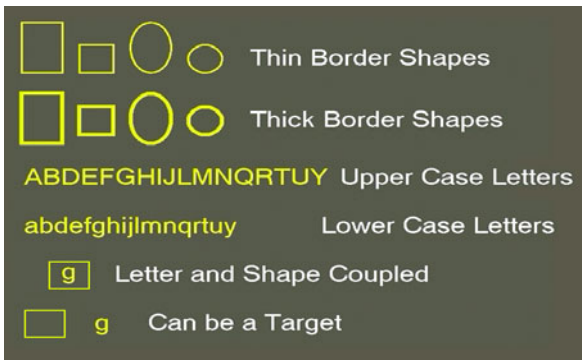 Thin Border Shapes
Thick Border Shapes
ABDEFGHIJLMNQRTUY Upper Case Letters
abdefghijlmnqrtuy Lower Case Letters
g Letter and Shape Coupled
g Can be a Target